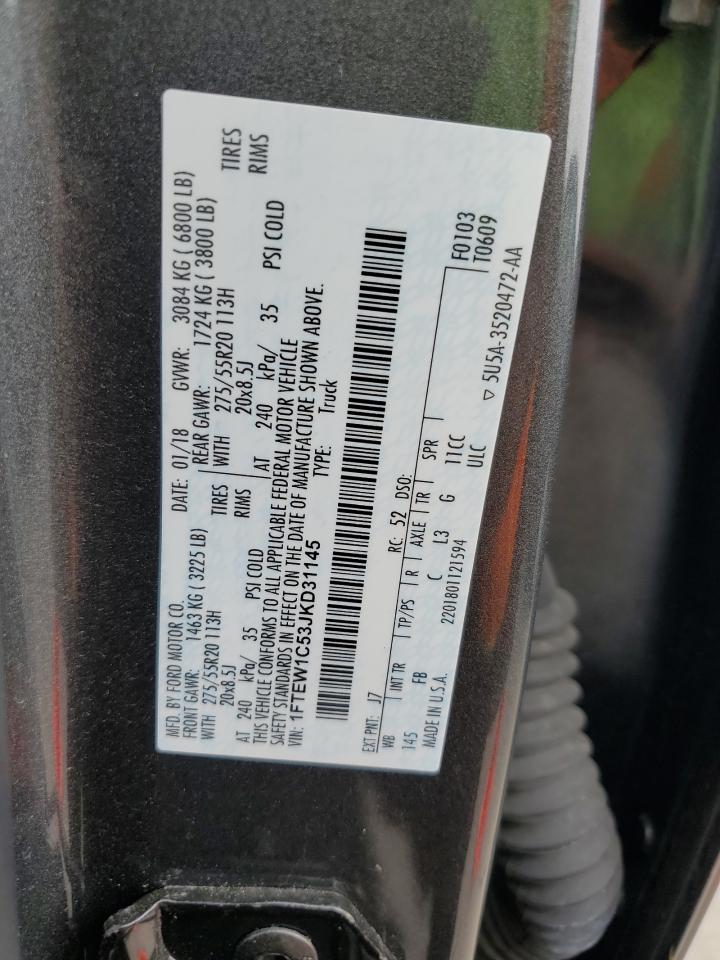 MFD. BY FORD MOTOR CO. DATE: 01/18 GVWR: 3084 KG ( 6800 LB)
FRONT GAWR: 1463 KG ( 3225 LB) REAR GAWR: 1724 KG ( 3800 LB)
WITH 275/55R20 113H TIRES WITH 275/55R20 113H TIRES
20x8.5J RIMS 20x8.5J RIMS
AT 240 kPa/ 35 PSI COLD AT 240 kPa/ 35 PSI COLD
THIS VEHICLE CONFORMS TO ALL APPLICABLE FEDERAL MOTOR VEHICLE
SAFETY STANDARDS IN EFFECT ON THE DATE OF MANUFACTURE SHOWN ABOVE.
VIN: 1FTEW1C53JKD31145 TYPE: Truck
EXT PNT: J7 RC: 52 DSO:
WB INT TR TP/PS R AXLE TR SPR F0103
145 FB C L3 G 11CC T0609
MADE IN U.S.A. 2201801121594 ULC
▽ 5U5A-3520472-AA